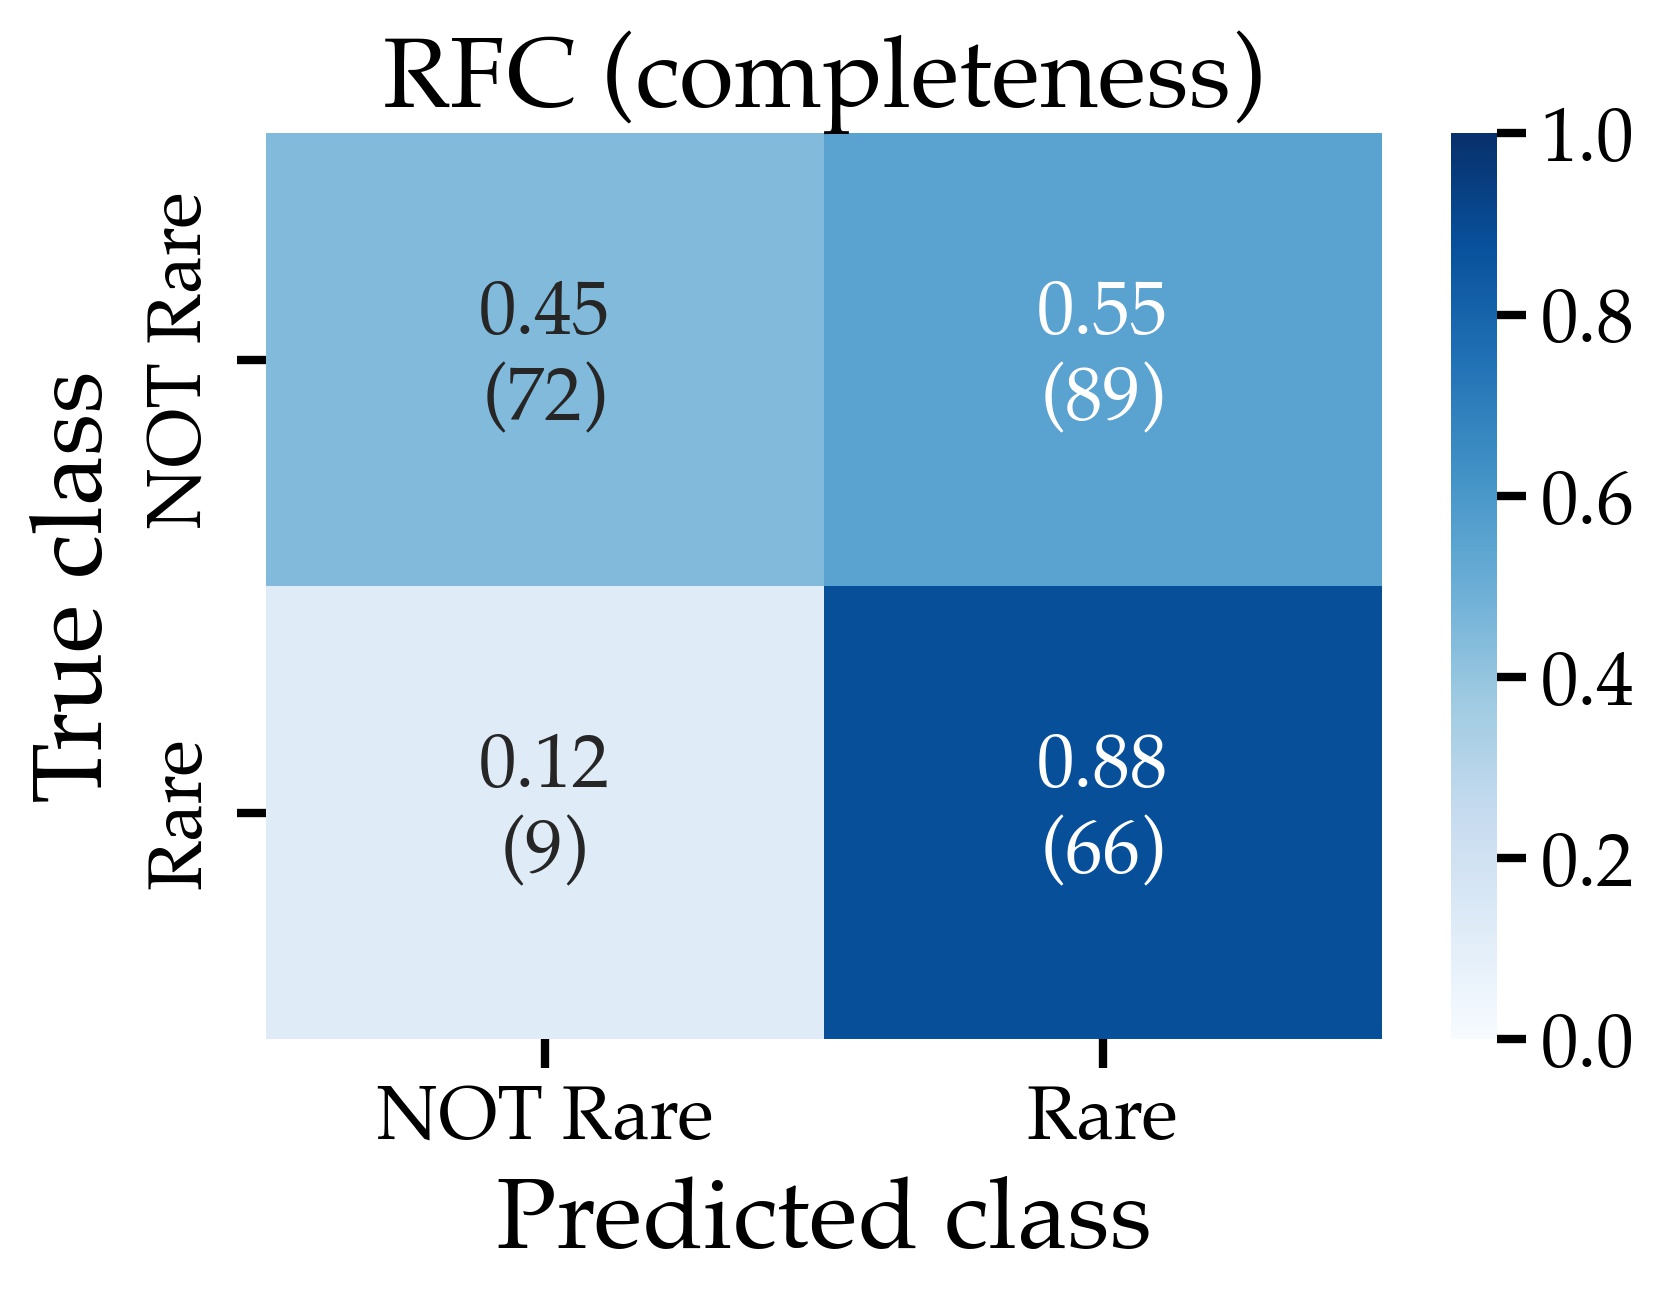 RFC (completeness)
True class
NOT Rare
Rare
0.45
(72)
0.55
(89)
0.12
(9)
0.88
(66)
NOT Rare
Rare
Predicted class
1.0
0.8
0.6
0.4
0.2
0.0